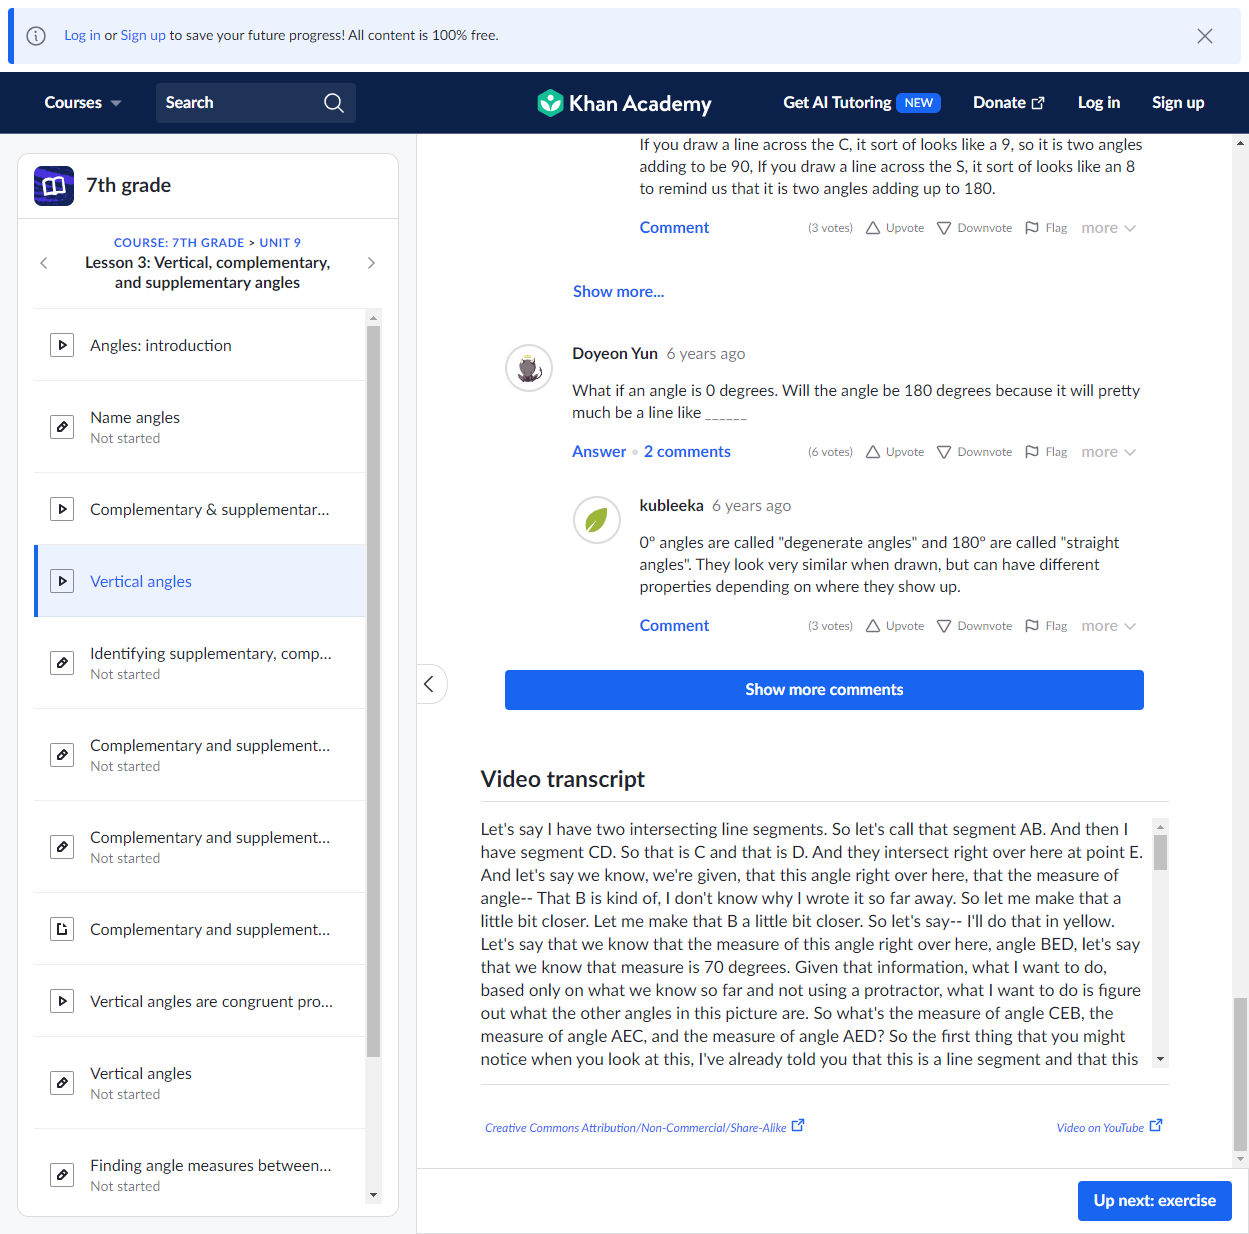 Log in or Sign up to save your future progress! All content is 100% free.
Courses
Search
Khan Academy
Get AI Tutoring NEW
Donate
Log in
Sign up
7th grade
COURSE: 7TH GRADE > UNIT 9
Lesson 3: Vertical, complementary,
and supplementary angles
Angles: introduction
Name angles
Not started
Complementary & supplementar...
Vertical angles
Identifying supplementary, comp...
Not started
Complementary and supplement...
Not started
Complementary and supplement...
Not started
Complementary and supplement...
Vertical angles are congruent pro...
Vertical angles
Not started
Finding angle measures between...
Not started
If you draw a line across the C, it sort of looks like a 9, so it is two angles
adding to be 90, If you draw a line across the S, it sort of looks like an 8
to remind us that it is two angles adding up to 180.
Comment
(3 votes)
Upvote
Downvote
Flag
more
Show more...
Doyeon Yun 6 years ago
What if an angle is 0 degrees. Will the angle be 180 degrees because it will pretty
much be a line like ______
Answer • 2 comments
(6 votes)
Upvote
Downvote
Flag
more
kubleeka 6 years ago
0° angles are called "degenerate angles" and 180° are called "straight
angles". They look very similar when drawn, but can have different
properties depending on where they show up.
Comment
(3 votes)
Upvote
Downvote
Flag
more
Show more comments
Video transcript
Let's say I have two intersecting line segments. So let's call that segment AB. And then I
have segment CD. So that is C and that is D. And they intersect right over here at point E.
And let's say we know, we're given, that this angle right over here, that the measure of
angle-- That B is kind of, I don't know why I wrote it so far away. So let me make that a
little bit closer. Let me make that B a little bit closer. So let's say-- I'll do that in yellow.
Let's say that we know that the measure of this angle right over here, angle BED, let's say
that we know that measure is 70 degrees. Given that information, what I want to do,
based only on what we know so far and not using a protractor, what I want to do is figure
out what the other angles in this picture are. So what's the measure of angle CEB, the
measure of angle AEC, and the measure of angle AED? So the first thing that you might
notice when you look at this, I've already told you that this is a line segment and that this
Creative Commons Attribution/Non-Commercial/Share-Alike
Video on YouTube
Up next: exercise